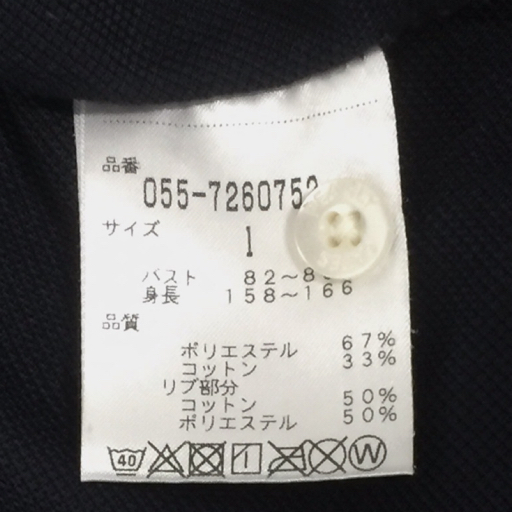 品番
055-7260752
サイズ
1
バスト 82〜8
身長 158〜166
品質
ポリエステル 67%
コットン 33%
リブ部分
コットン 50%
ポリエステル 50%
40
W